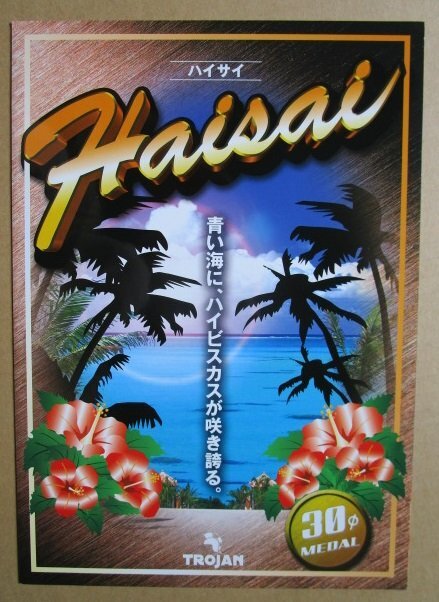 ハイサイ
Haisai
青い海に、ハイビスカスが咲き誇る。
30φ
MEDAL
TROJAN